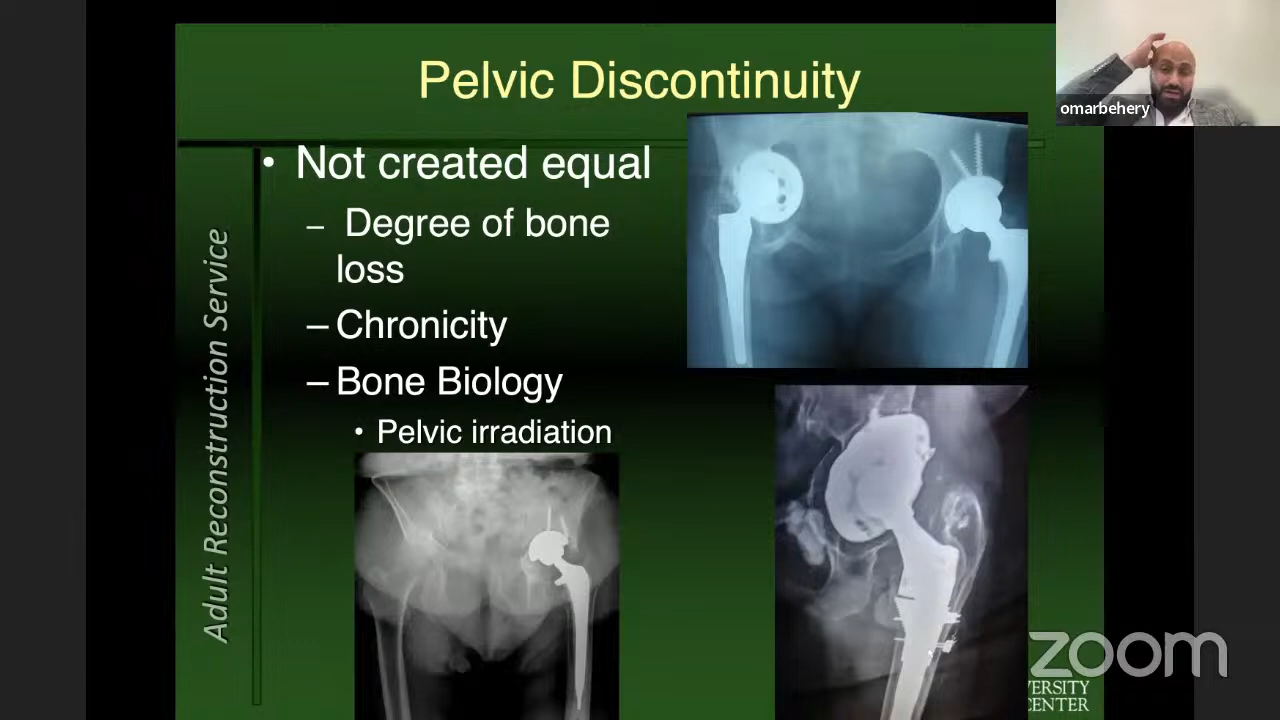 Pelvic Discontinuity
omarbehery
• Not created equal
– Degree of bone
loss
– Chronicity
– Bone Biology
• Pelvic irradiation
Adult Reconstruction Service
zoom
VERSITY
CENTER